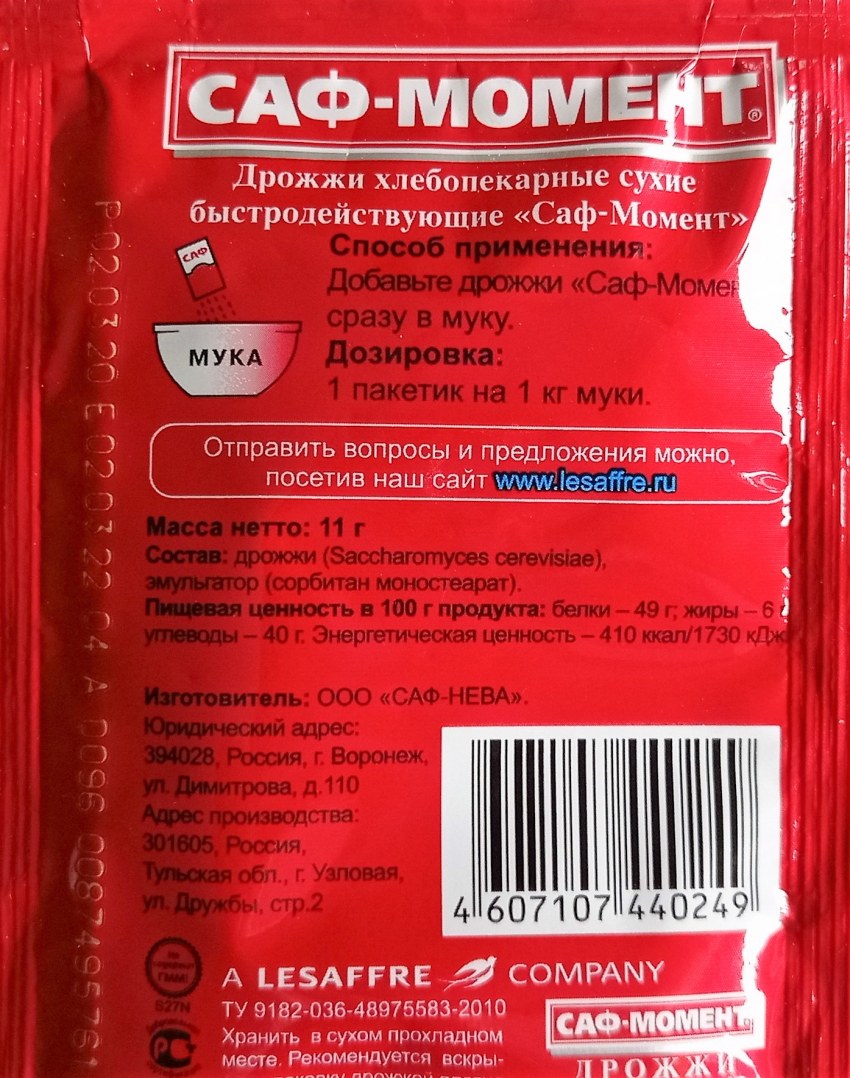 САФ-МОМЕНТ®
Дрожжи хлебопекарные сухие
быстродействующие «Саф-Момент»
САФ
МУКА
Способ применения:
Добавьте дрожжи «Саф-Момен
сразу в муку.
Дозировка:
1 пакетик на 1 кг муки.
Отправить вопросы и предложения можно,
посетив наш сайт www.lesaffre.ru
Масса нетто: 11 г
Состав: дрожжи (Saccharomyces cerevisiae),
эмульгатор (сорбитан моностеарат).
Пищевая ценность в 100 г продукта: белки – 49 г; жиры – 6
углеводы – 40 г. Энергетическая ценность – 410 ккал/1730 кДж
Изготовитель: ООО «САФ-НЕВА».
Юридический адрес:
394028, Россия, г. Воронеж,
ул. Димитрова, д.110
Адрес производства:
301605, Россия,
Тульская обл., г. Узловая,
ул. Дружбы, стр.2
4 607107 440249
P 02 03 20 E 02 03 22 04 A 0096 0087495761
не содержит ГММ!
S27N
РС
A LESAFFRE COMPANY
ТУ 9182-036-48975583-2010
Хранить в сухом прохладном
месте. Рекомендуется вскры-
САФ-МОМЕНТ®
ДРОЖЖИ